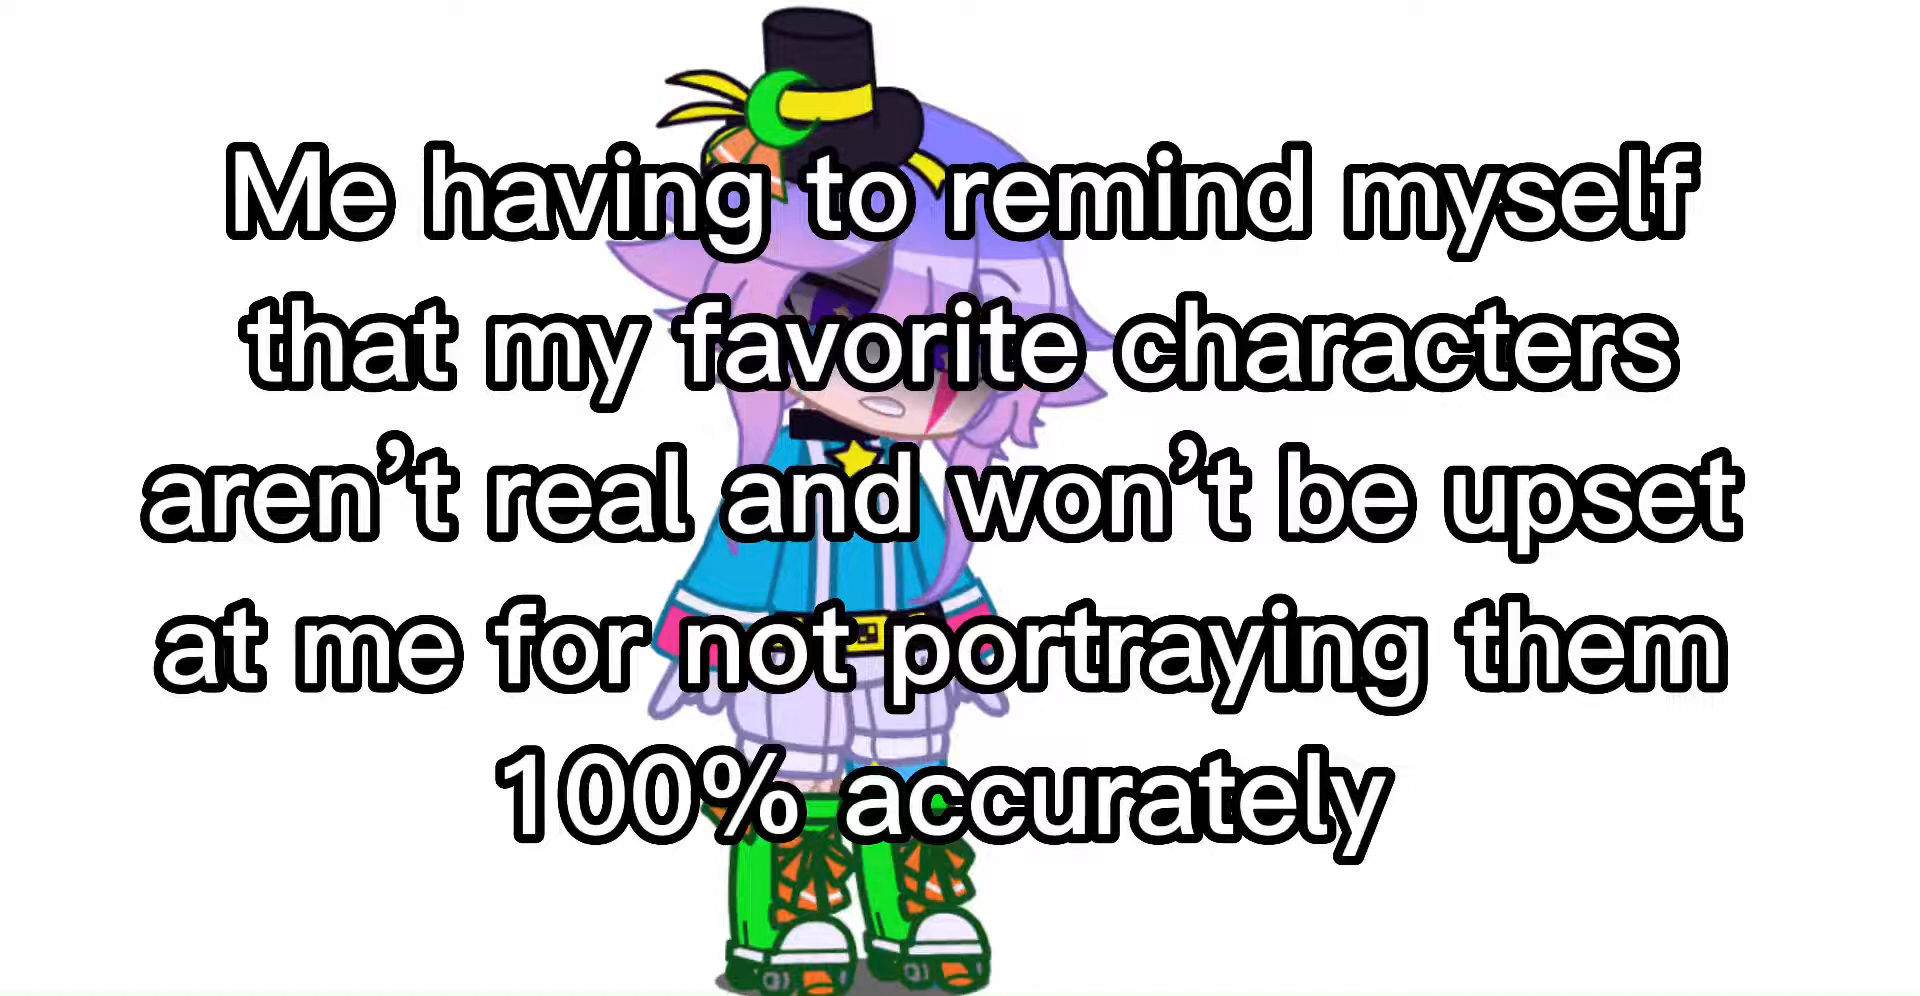 Me having to remind myself
that my favorite characters
aren’t real and won’t be upset
at me for not portraying them
100% accurately